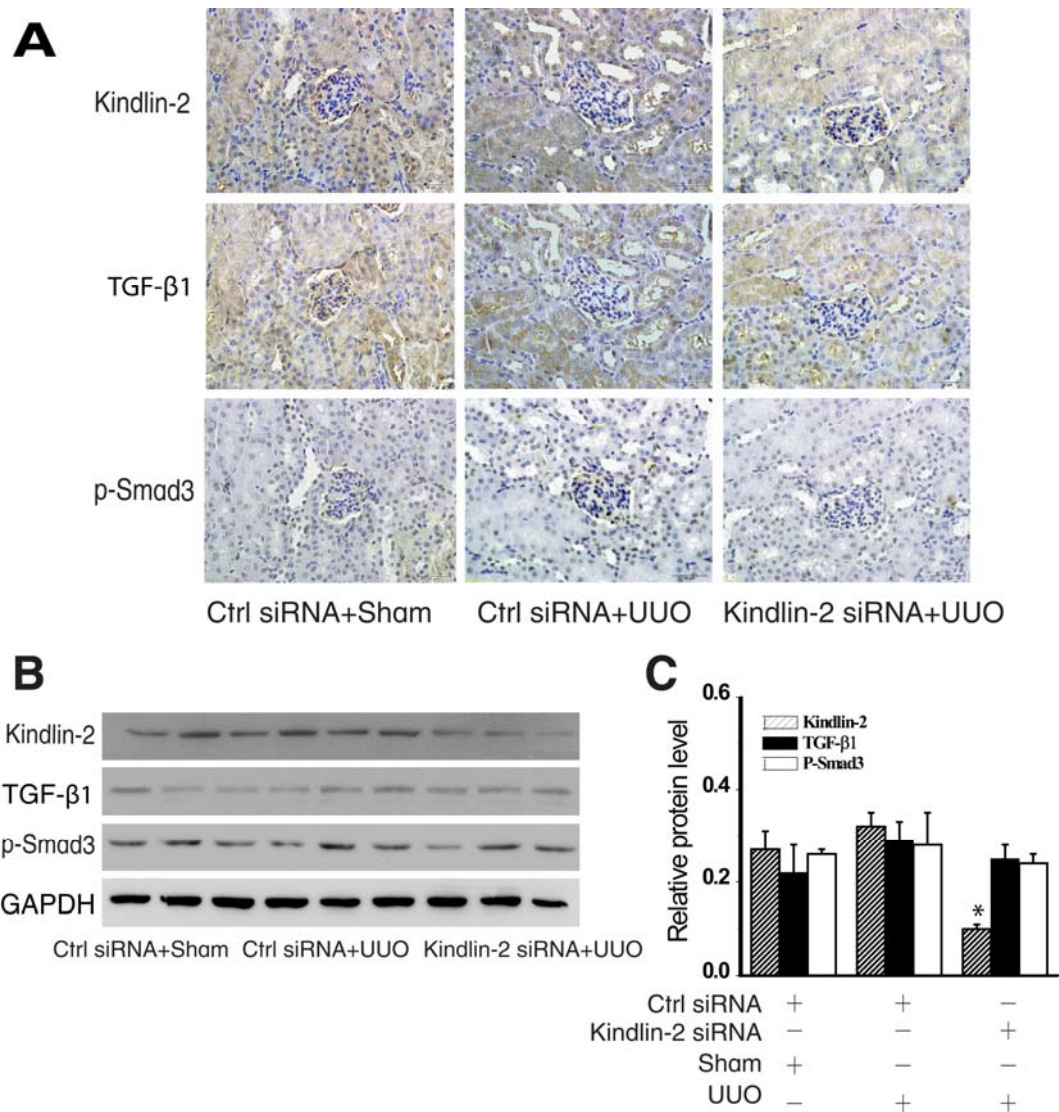 A
Kindlin-2
TGF-β1
p-Smad3
Ctrl siRNA+Sham Ctrl siRNA+UUO Kindlin-2 siRNA+UUO
B
Kindlin-2
TGF-β1
p-Smad3
GAPDH
Ctrl siRNA+Sham Ctrl siRNA+UUO Kindlin-2 siRNA+UUO
C
Relative protein level
0.6
0.4
0.2
0.0
Kindlin-2
TGF-β1
P-Smad3
*
Ctrl siRNA + + −
Kindlin-2 siRNA − − +
Sham + − −
UUO − + +